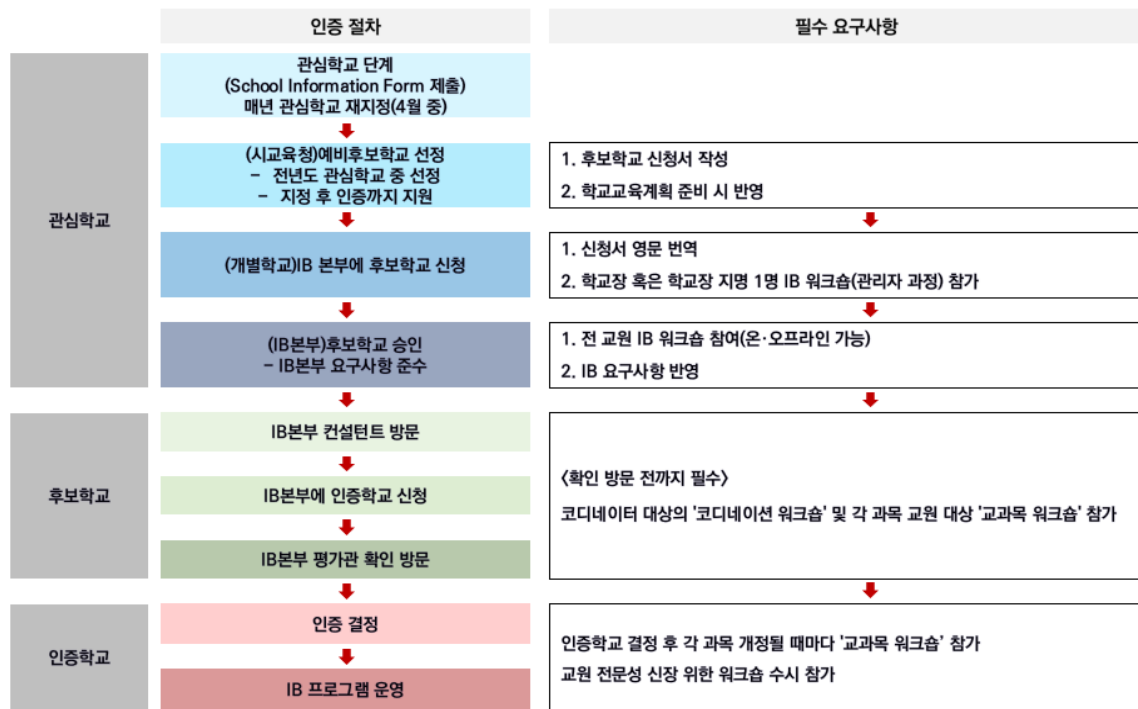 인증 절차
필수 요구사항
관심학교
관심학교 단계
(School Information Form 제출)
매년 관심학교 재지정(4월 중)
(시교육청)예비후보학교 선정
- 전년도 관심학교 중 선정
- 지정 후 인증까지 지원
1. 후보학교 신청서 작성
2. 학교교육계획 준비 시 반영
(개별학교)IB 본부에 후보학교 신청
1. 신청서 영문 번역
2. 학교장 혹은 학교장 지명 1명 IB 워크숍(관리자 과정) 참가
(IB본부)후보학교 승인
- IB본부 요구사항 준수
1. 전 교원 IB 워크숍 참여(온·오프라인 가능)
2. IB 요구사항 반영
후보학교
IB본부 컨설턴트 방문
IB본부에 인증학교 신청
IB본부 평가관 확인 방문
<확인 방문 전까지 필수>
코디네이터 대상의 '코디네이션 워크숍' 및 각 과목 교원 대상 '교과목 워크숍' 참가
인증학교
인증 결정
IB 프로그램 운영
인증학교 결정 후 각 과목 개정될 때마다 '교과목 워크숍' 참가
교원 전문성 신장 위한 워크숍 수시 참가